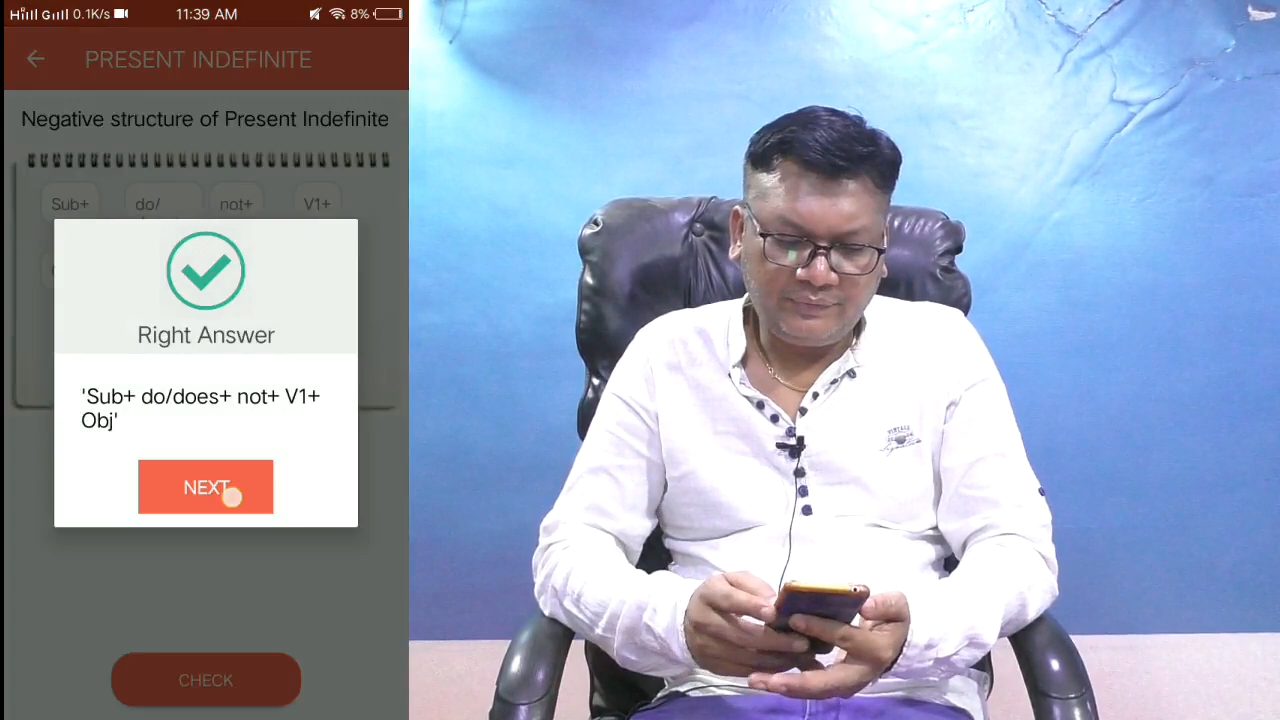 11:39 AM
0.1K/s
8%
PRESENT INDEFINITE
Negative structure of Present Indefinite
Sub+ do/ not+ V1+
Right Answer
'Sub+ do/does+ not+ V1+
Obj'
NEXT
CHECK
VINTAGE